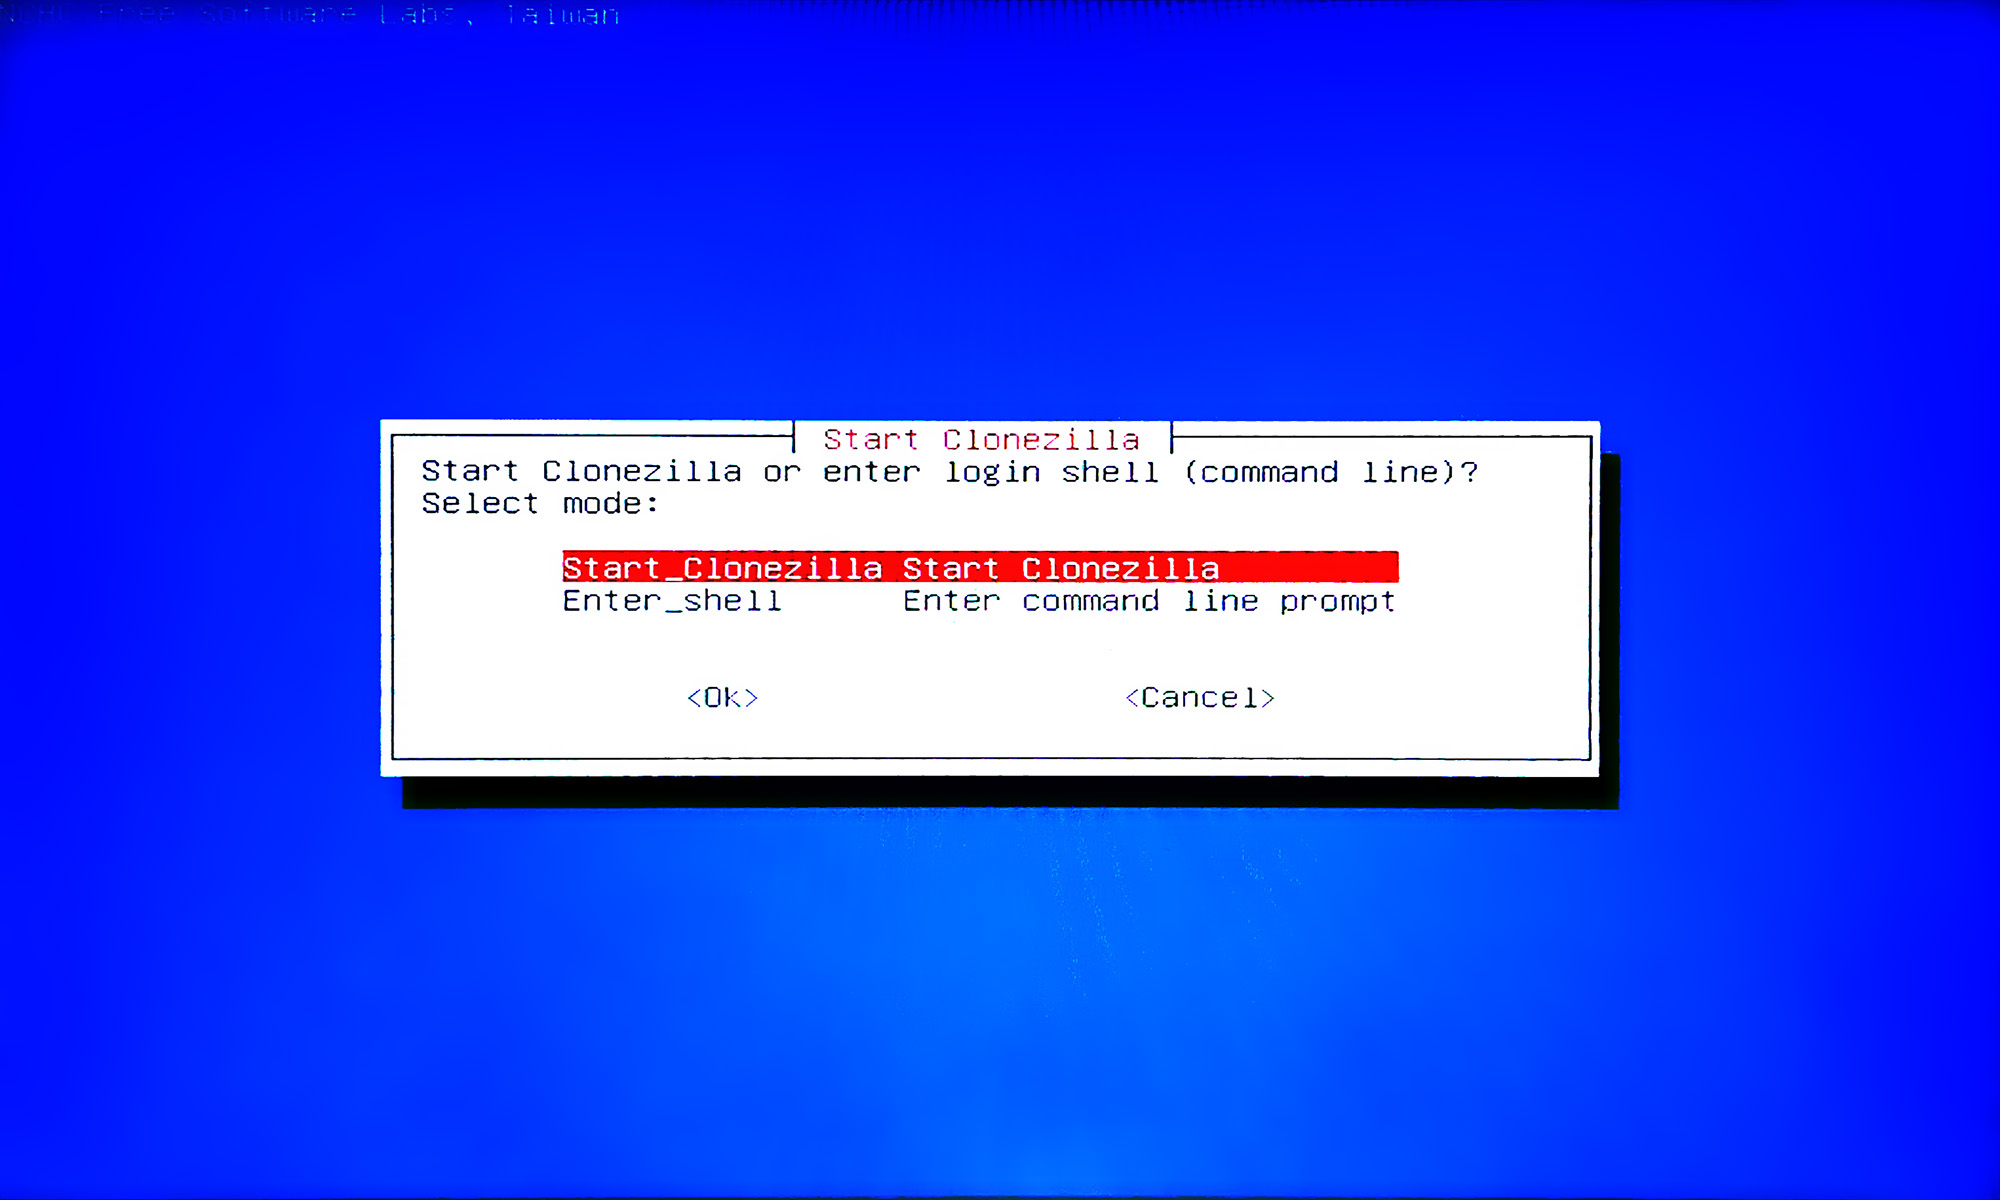 NCHC Free Software Labs, Taiwan
Start Clonezilla
Start Clonezilla or enter login shell (command line)?
Select mode:
Start_Clonezilla Start Clonezilla
Enter_shell Enter command line prompt
<Ok> <Cancel>